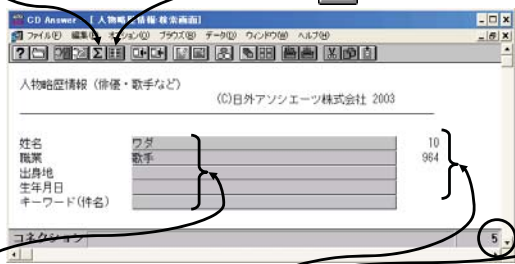 CD Answer - [ 人物略歴情報:検索画面]
ファイル(F) 編集(E) オプション(O) ブラウズ(B) データ(D) ウィンドウ(W) ヘルプ(H)
人物略歴情報（俳優・歌手など）
(C)日外アソシエーツ株式会社 2003
姓名 ワダ 10
職業 歌手 964
出身地
生年月日
キーワード(件名)
コネクション 5